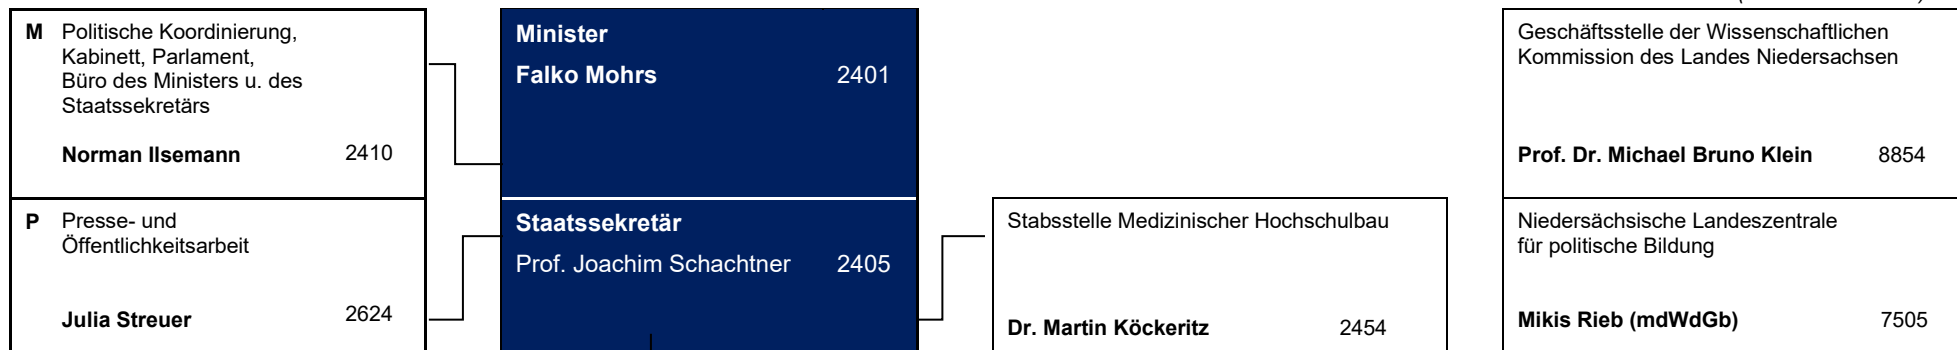 M Politische Koordinierung,
Kabinett, Parlament,
Büro des Ministers u. des
Staatssekretärs
Norman Ilsemann 2410
P Presse- und
Öffentlichkeitsarbeit
Julia Streuer 2624
Minister
Falko Mohrs 2401
Staatssekretär
Prof. Joachim Schachtner 2405
Stabsstelle Medizinischer Hochschulbau
Dr. Martin Köckeritz 2454
Geschäftsstelle der Wissenschaftlichen
Kommission des Landes Niedersachsen
Prof. Dr. Michael Bruno Klein 8854
Niedersächsische Landeszentrale
für politische Bildung
Mikis Rieb (mdWdGb) 7505